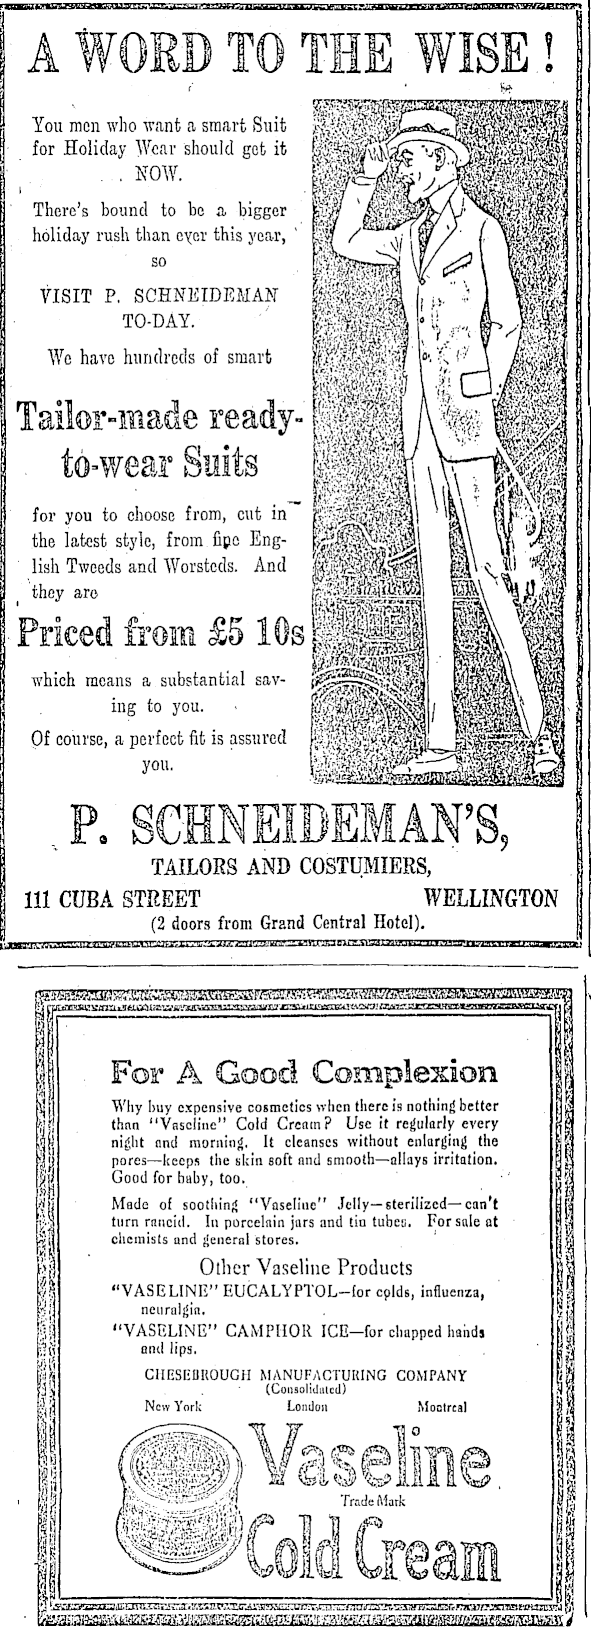 A WORD TO THE WISE!
You men who want a smart Suit
for Holiday Wear should get it
NOW.
There's bound to be a bigger
holiday rush than ever this year,
so
VISIT P. SCHNEIDEMAN
TO-DAY.
We have hundreds of smart
Tailor-made ready-
to-wear Suits
for you to choose from, cut in
the latest style, from fine Eng-
lish Tweeds and Worsteds. And
they are
Priced from £5 10s
which means a substantial sav-
ing to you.
Of course, a perfect fit is assured
you.
P. SCHNEIDEMAN'S,
TAILORS AND COSTUMIERS,
111 CUBA STREET WELLINGTON
(2 doors from Grand Central Hotel).
For A Good Complexion
Why buy expensive cosmetics when there is nothing better
than "Vaseline" Cold Cream? Use it regularly every
night and morning. It cleanses without enlarging the
pores—keeps the skin soft and smooth—allays irritation.
Good for baby, too.
Made of soothing "Vaseline" Jelly—sterilized—can't
turn rancid. In porcelain jars and tin tubes. For sale at
chemists and general stores.
Other Vaseline Products
"VASELINE" EUCALYPTOL—for colds, influenza,
neuralgia.
"VASELINE" CAMPHOR ICE—for chapped hands
and lips.
CHESEBROUGH MANUFACTURING COMPANY
(Consolidated)
New York London Montreal
Vaseline
Trade Mark
Cold Cream